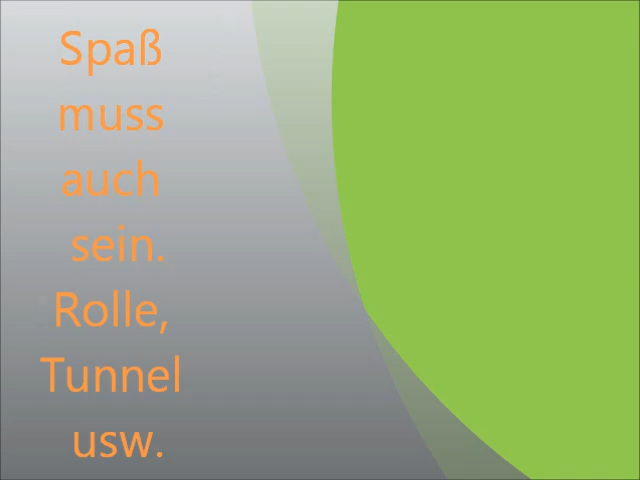 Spaß
muss
auch
sein.
Rolle,
Tunnel
usw.